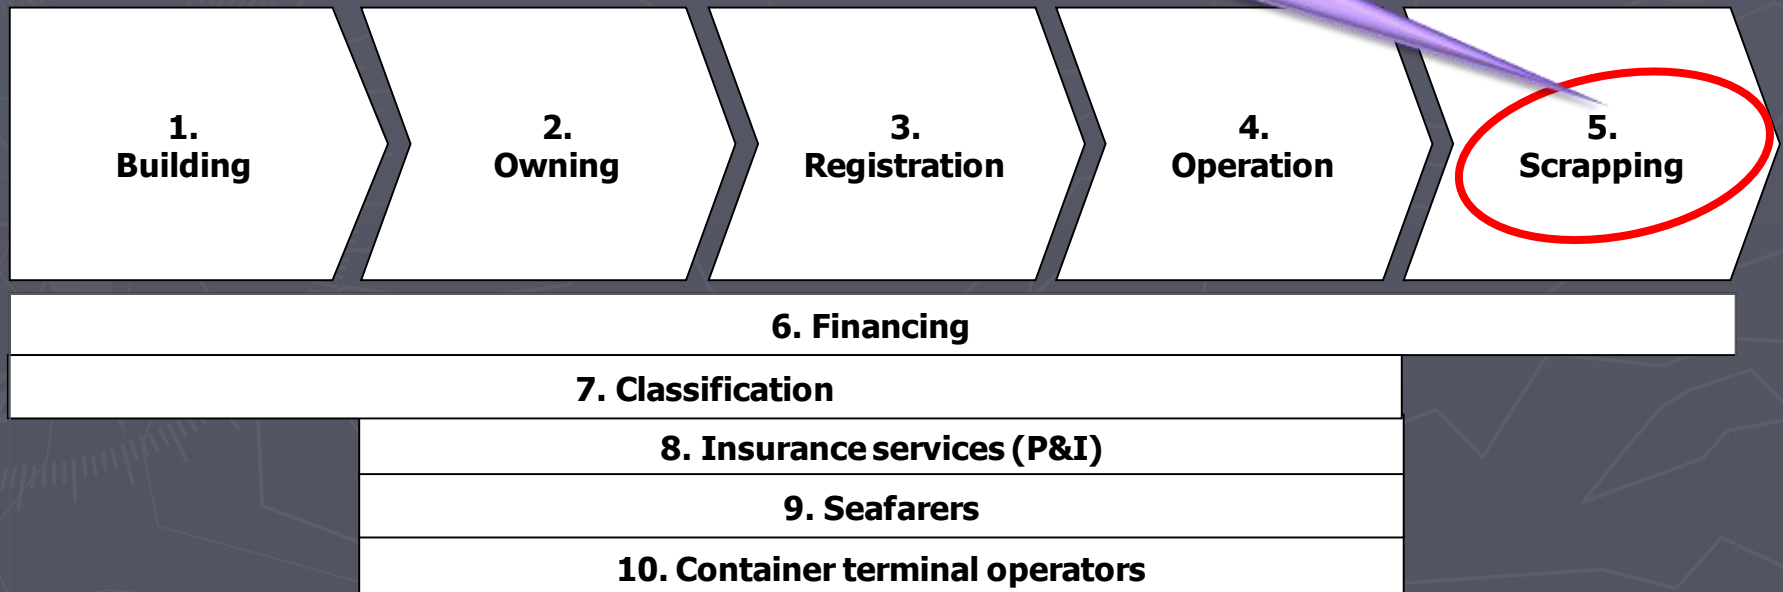 1.
Building
2.
Owning
3.
Registration
4.
Operation
5.
Scrapping
6. Financing
7. Classification
8. Insurance services (P&I)
9. Seafarers
10. Container terminal operators